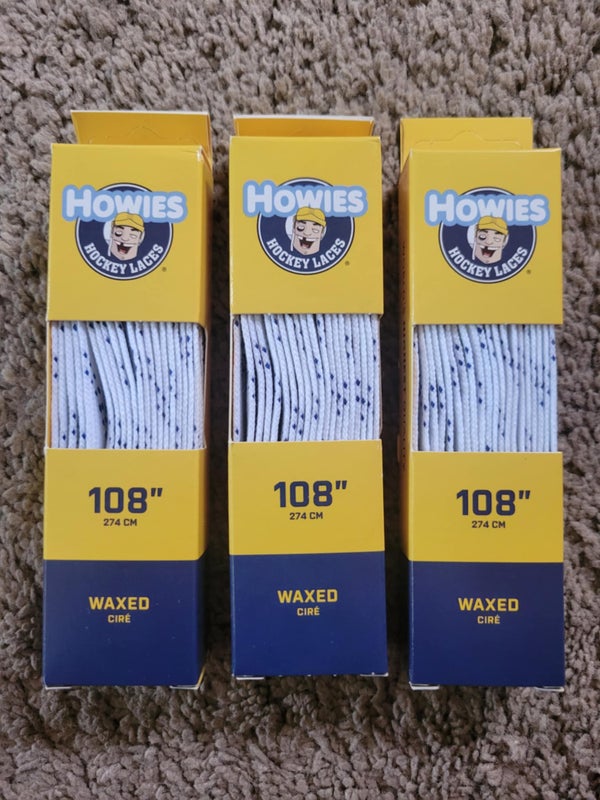 HOWIES
HOCKEY LACES
®
108"
274 CM
WAXED
CIRÉ
HOWIES
HOCKEY LACES
®
108"
274 CM
WAXED
CIRÉ
HOWIES
HOCKEY LACES
®
108"
274 CM
WAXED
CIRÉ